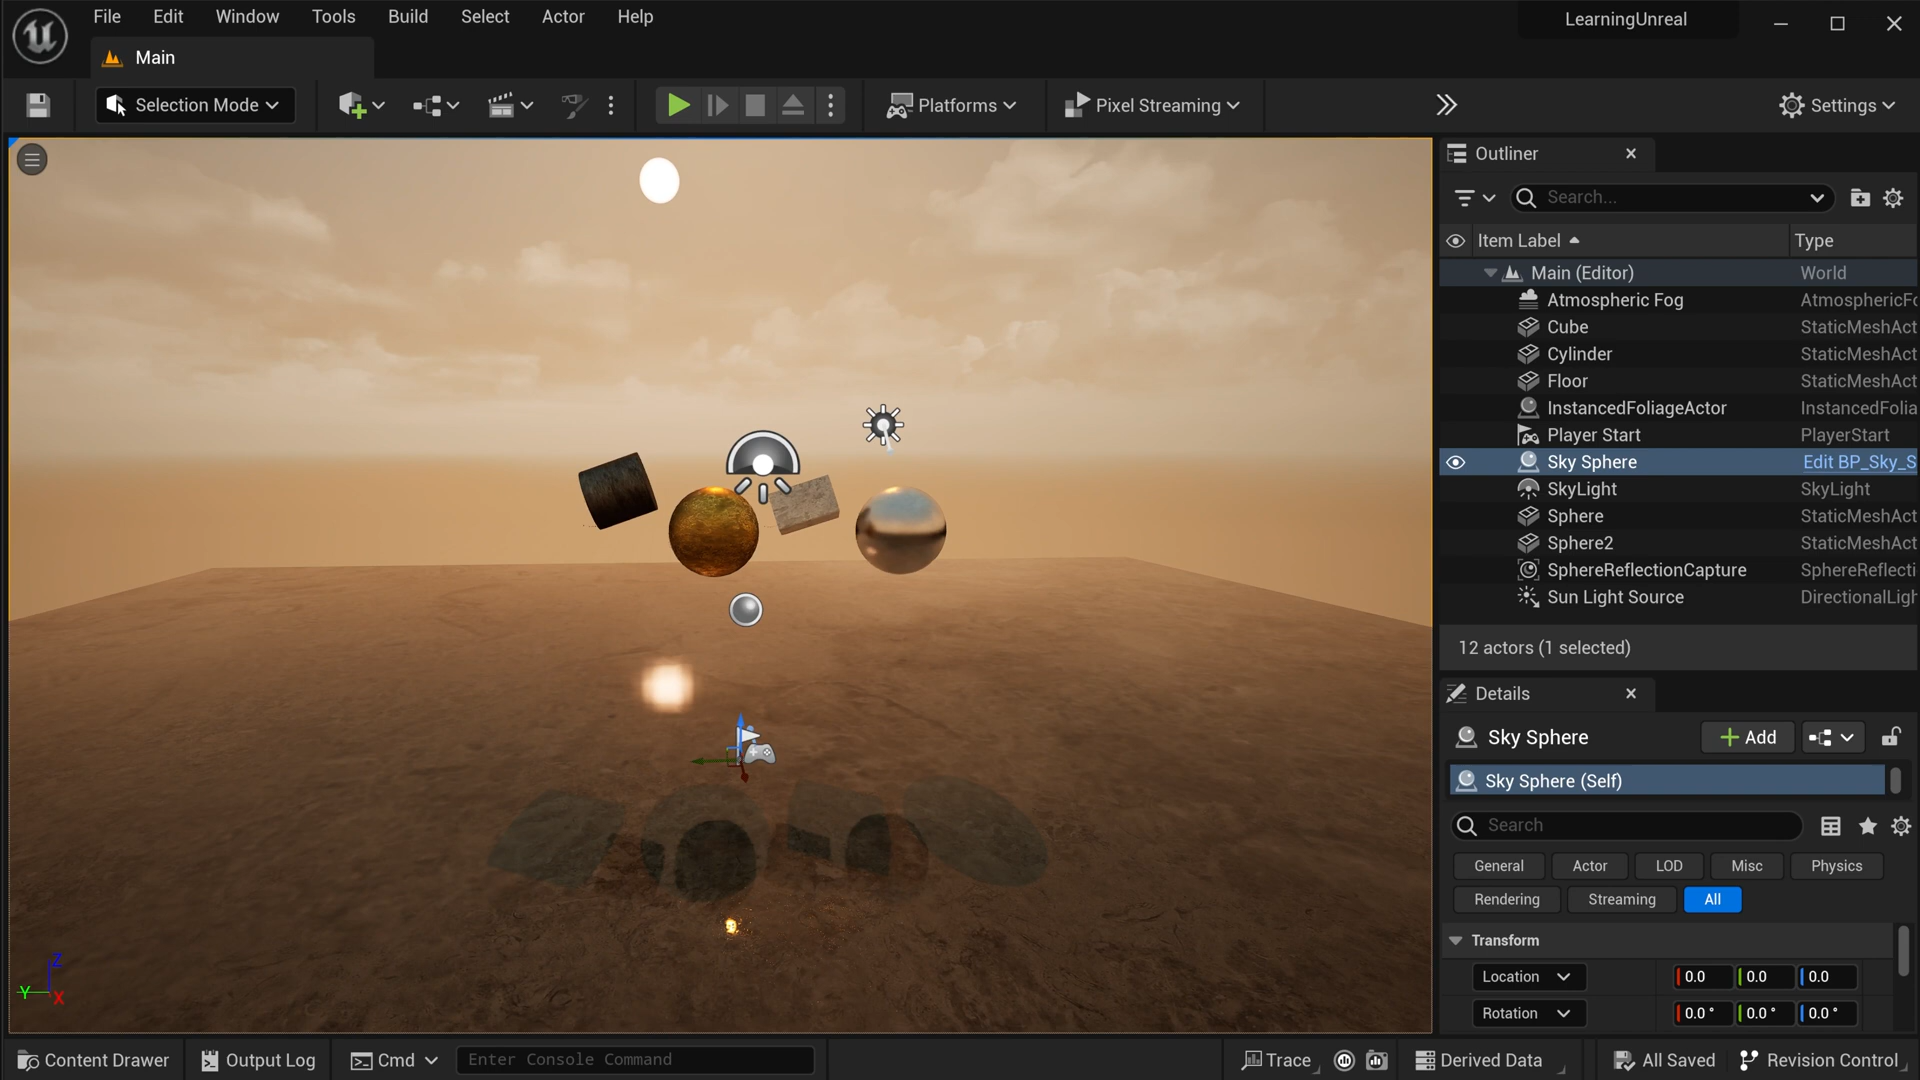 File Edit Window Tools Build Select Actor Help LearningUnreal
Main
Selection Mode Platforms Pixel Streaming Settings
Outliner
Search...
Item Label Type
Main (Editor) World
Atmospheric Fog AtmosphericFo
Cube StaticMeshAct
Cylinder StaticMeshAct
Floor StaticMeshAct
InstancedFoliageActor InstancedFolia
Player Start PlayerStart
Sky Sphere Edit BP_Sky_S
SkyLight SkyLight
Sphere StaticMeshAct
Sphere2 StaticMeshAct
SphereReflectionCapture SphereReflecti
Sun Light Source DirectionalLigh
12 actors (1 selected)
Details
Sky Sphere Add
Sky Sphere (Self)
Search
General Actor LOD Misc Physics
Rendering Streaming All
Transform
Location 0.0 0.0 0.0
Rotation 0.0 ° 0.0 ° 0.0 °
Z
Y X
Content Drawer Output Log Cmd Enter Console Command Trace Derived Data All Saved Revision Control